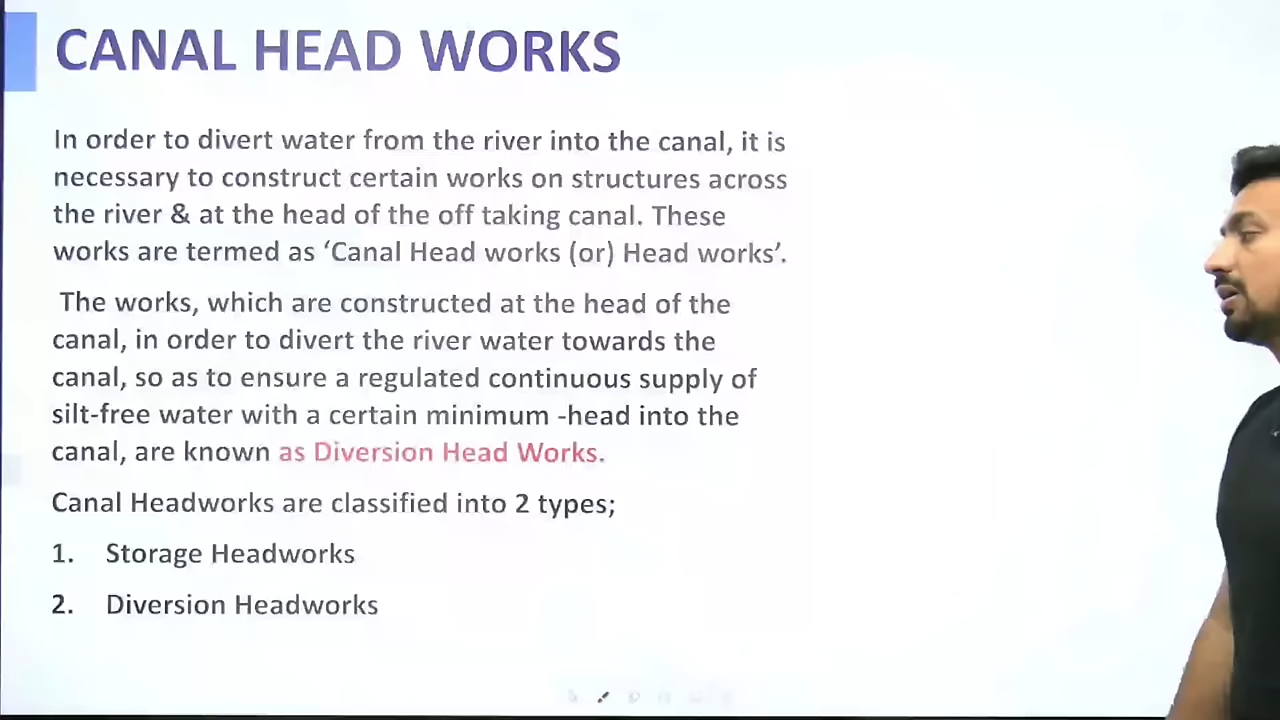 CANAL HEAD WORKS
In order to divert water from the river into the canal, it is
necessary to construct certain works on structures across
the river & at the head of the off taking canal. These
works are termed as ‘Canal Head works (or) Head works’.
The works, which are constructed at the head of the
canal, in order to divert the river water towards the
canal, so as to ensure a regulated continuous supply of
silt-free water with a certain minimum -head into the
canal, are known as Diversion Head Works.
Canal Headworks are classified into 2 types;
1. Storage Headworks
2. Diversion Headworks